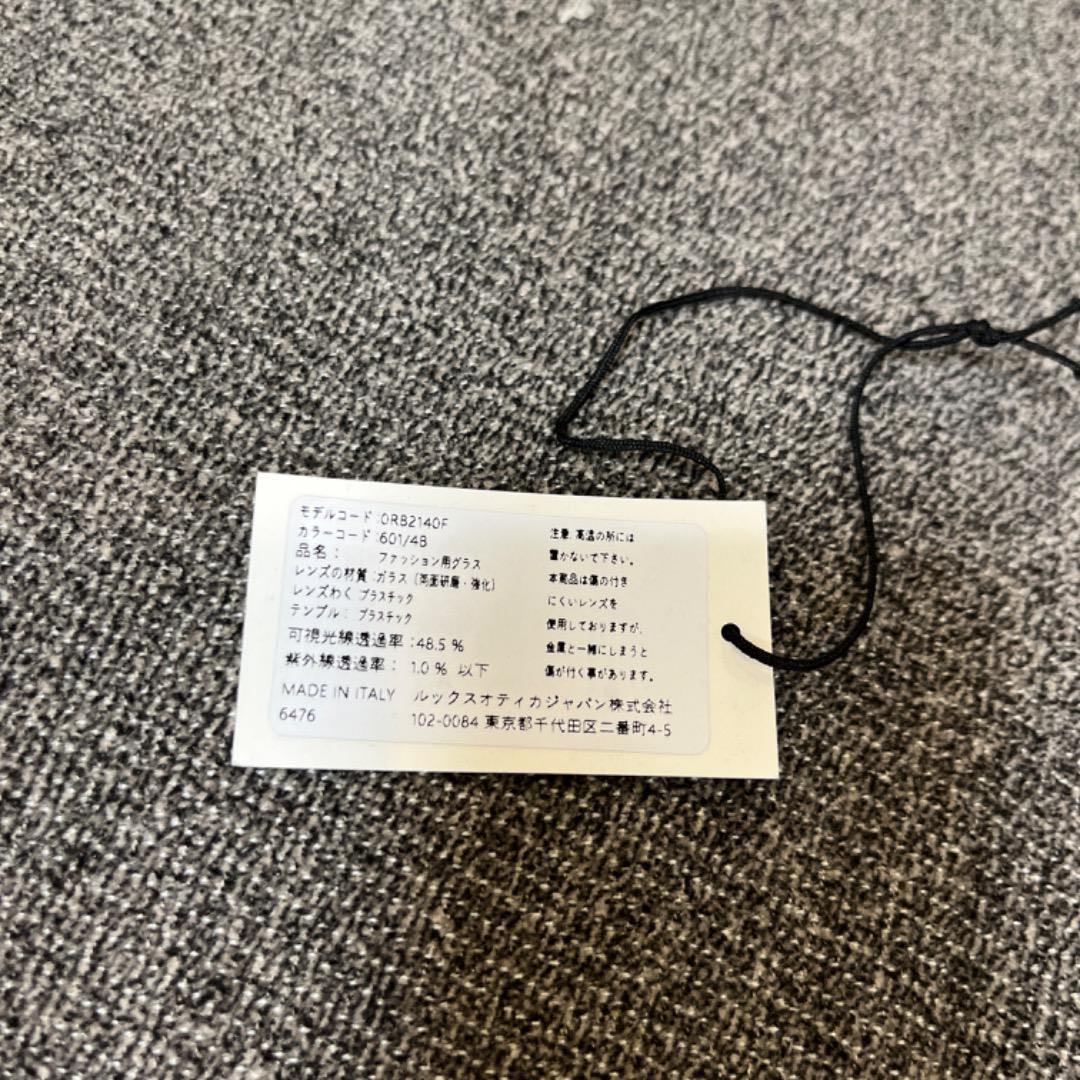 モデルコード:0RB2140F
カラーコード:601/4B
品名: ファッション用グラス
レンズの材質:ガラス(両面研磨・強化)
レンズわく プラスチック
テンプル: プラスチック
可視光線透過率:48.5 %
紫外線透過率: 1.0 % 以下
注意:高温の所には
置かないで下さい。
本商品は傷の付き
にくいレンズを
使用しておりますが、
金属と一緒にしまうと
傷が付く事があります。
MADE IN ITALY ルックスオティカジャパン株式会社
6476 102-0084 東京都千代田区二番町4-5